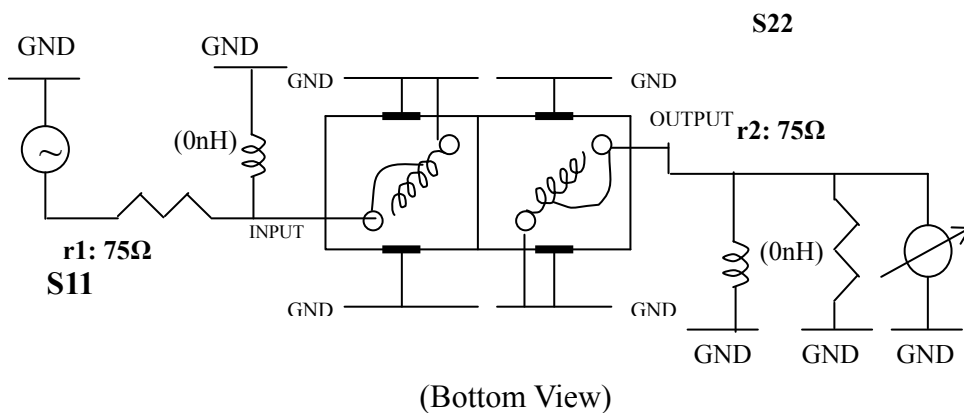 S22
GND
GND
GND
GND
(0nH)
OUTPUT
r2: 75Ω
INPUT
r1: 75Ω
S11
(0nH)
GND
GND
GND
GND
GND
(Bottom View)